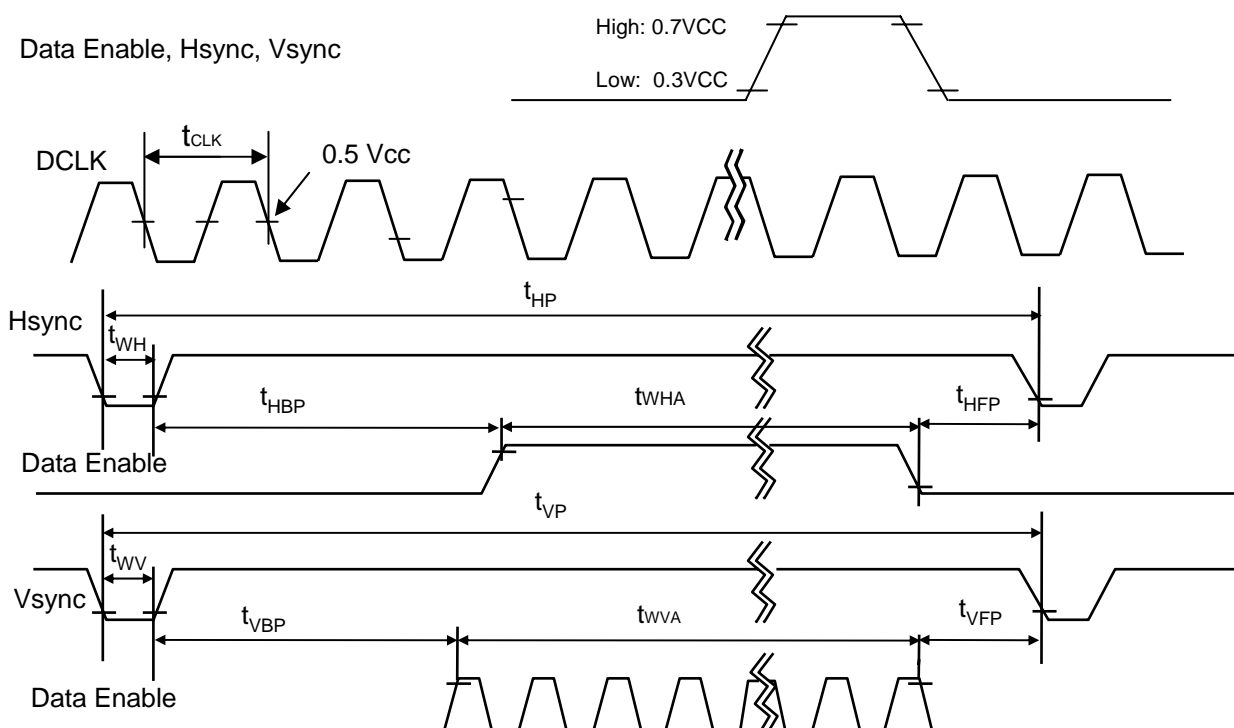 High: 0.7VCC
Data Enable, Hsync, Vsync
Low: 0.3VCC
tCLK
DCLK
0.5 Vcc
tHP
Hsync
tWH
tHBP
tWHA
tHFP
Data Enable
tVP
tWV
Vsync
tVBP
tWVA
tVFP
Data Enable